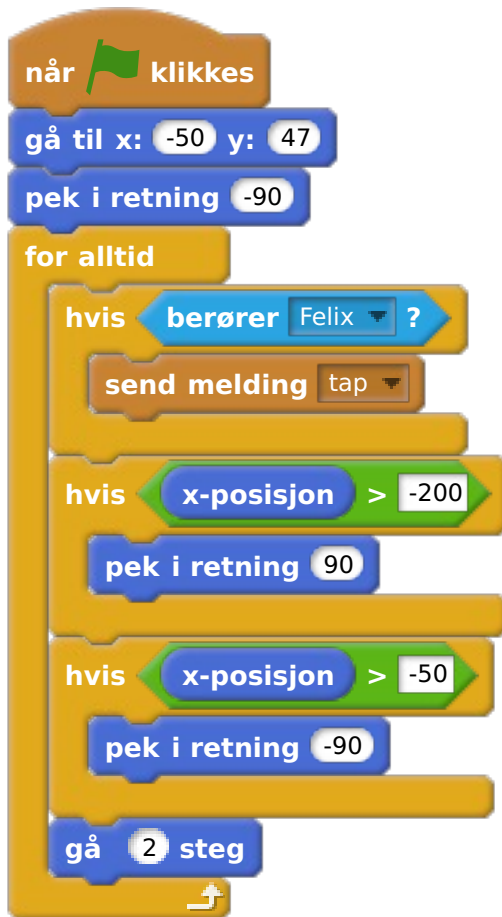 når klikkes
gå til x: -50 y: 47
pek i retning -90
for alltid
hvis berører Felix ?
send melding tap
hvis x-posisjon > -200
pek i retning 90
hvis x-posisjon > -50
pek i retning -90
gå 2 steg